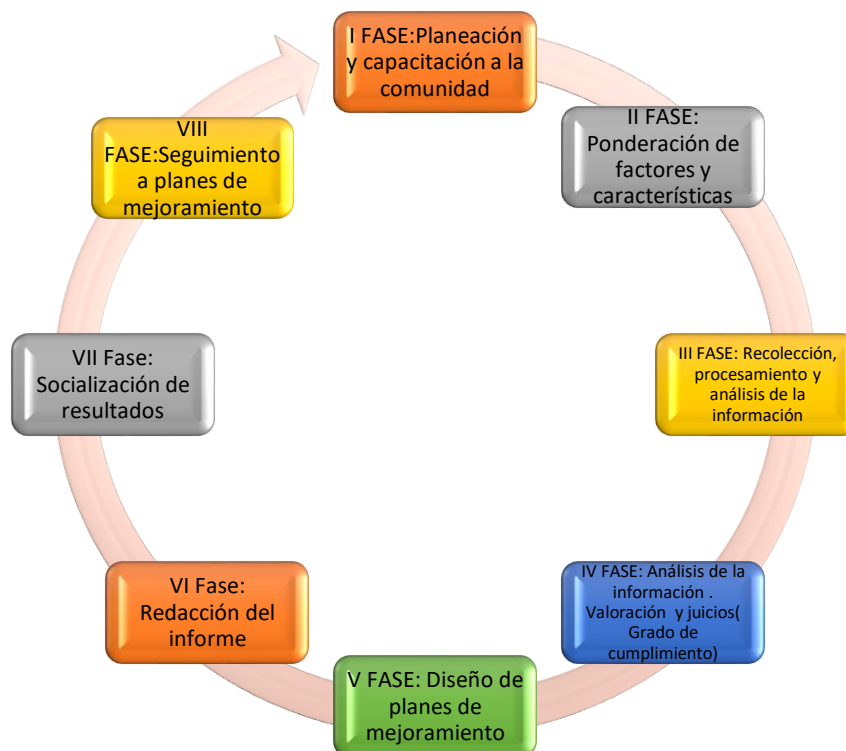 I FASE:Planeación
y capacitación a la
comunidad
II FASE:
Ponderación de
factores y
características
III FASE: Recolección,
procesamiento y
análisis de la
información
IV FASE: Análisis de la
información .
Valoración y juicios(
Grado de
cumplimiento)
V FASE: Diseño de
planes de
mejoramiento
VI Fase:
Redacción del
informe
VII Fase:
Socialización de
resultados
VIII
FASE:Seguimiento
a planes de
mejoramiento